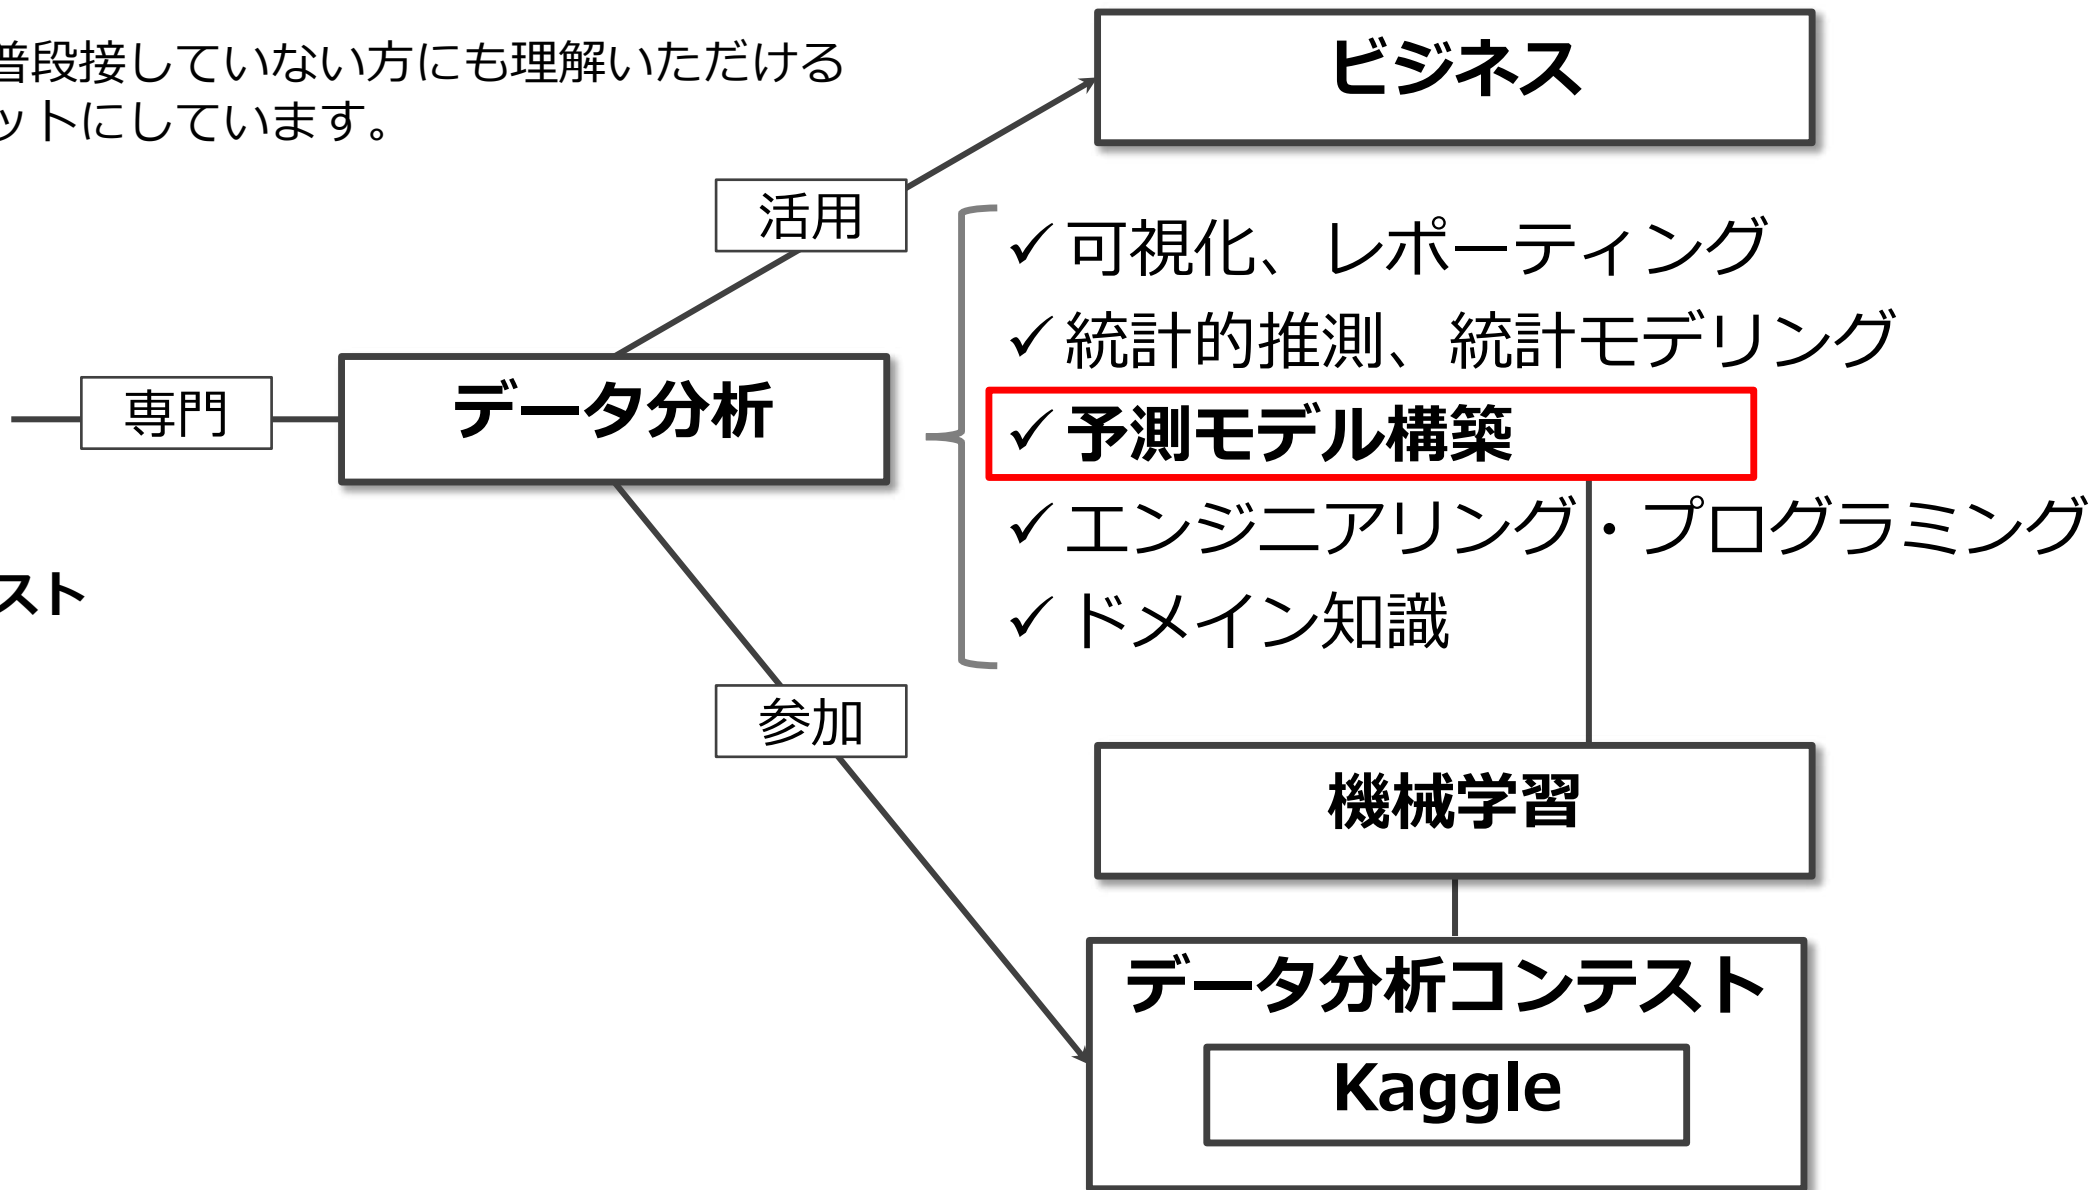 普段接していない方にも理解いただける
ットにしています。
ビジネス
活用
✓可視化、レポーティング
✓統計的推測、統計モデリング
専門
データ分析
✓予測モデル構築
✓エンジニアリング・プログラミング
スト
✓ドメイン知識
参加
機械学習
データ分析コンテスト
Kaggle